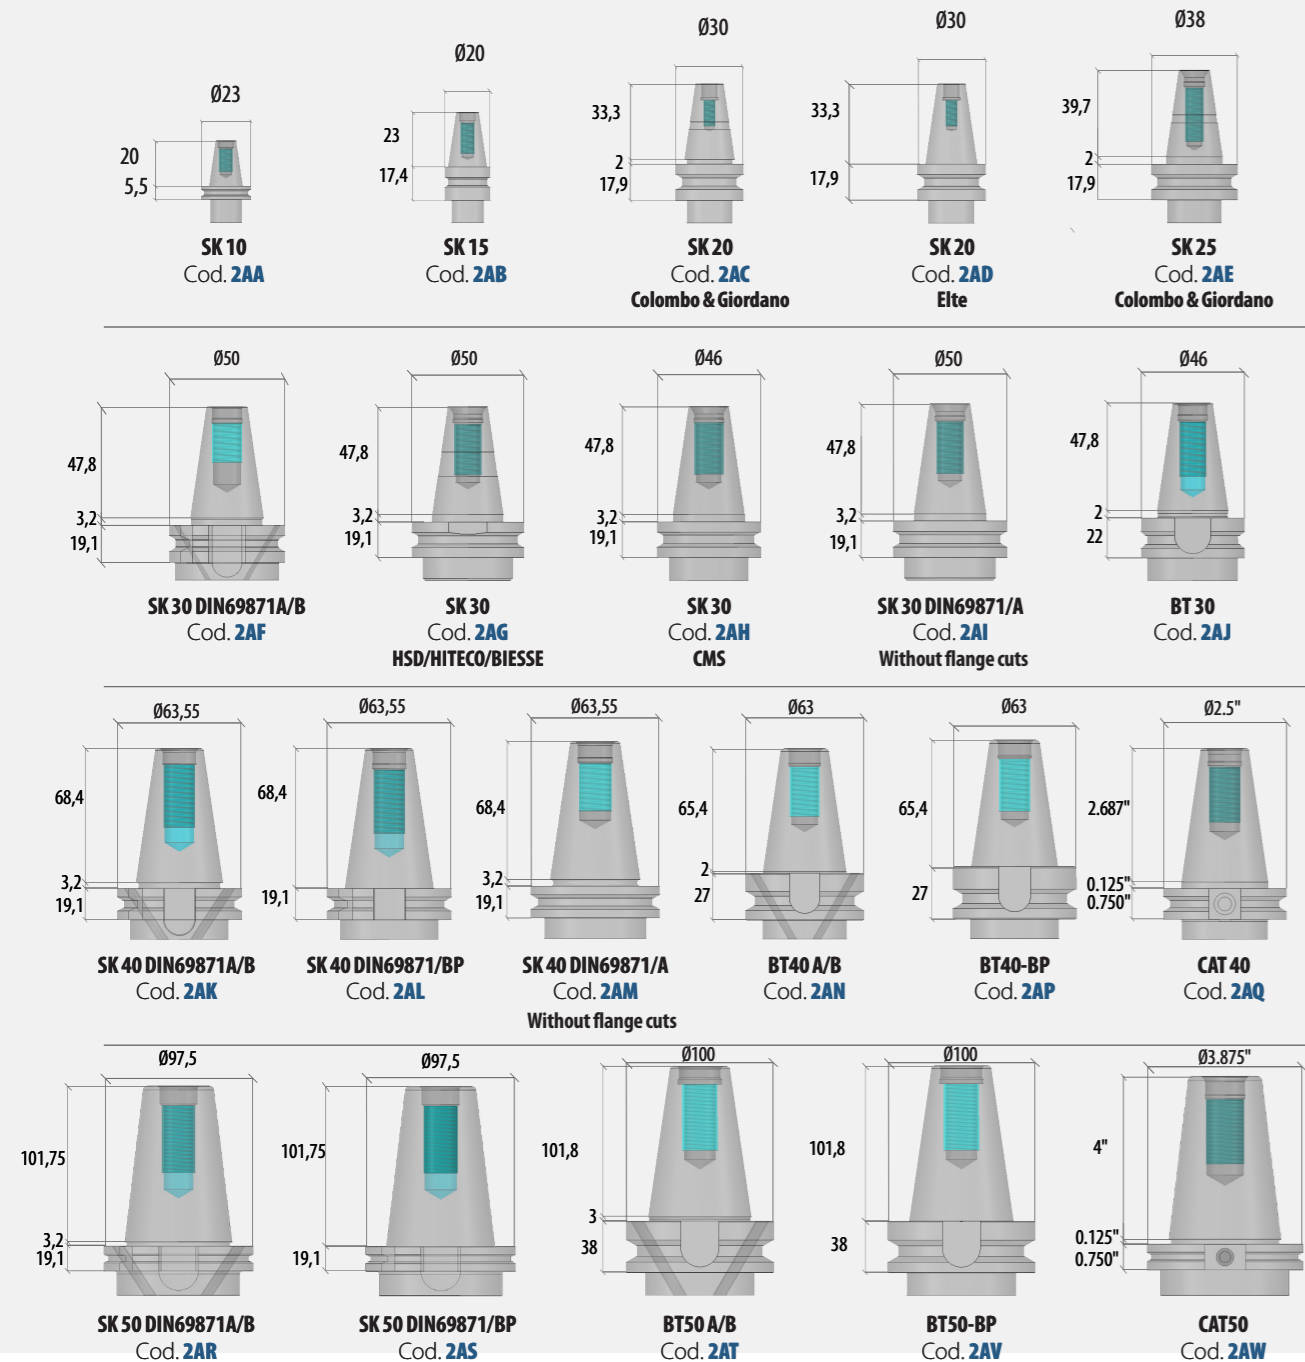 Ø23
20
5,5
SK 10
Cod. 2AA
Ø20
23
17,4
SK 15
Cod. 2AB
Ø30
33,3
2
17,9
SK 20
Cod. 2AC
Colombo & Giordano
Ø30
33,3
17,9
SK 20
Cod. 2AD
Elte
Ø38
39,7
2
17,9
SK 25
Cod. 2AE
Colombo & Giordano
Ø50
47,8
3,2
19,1
SK 30 DIN69871A/B
Cod. 2AF
Ø50
47,8
3,2
19,1
SK 30
Cod. 2AG
HSD/HITECO/BIESSE
Ø46
47,8
3,2
19,1
SK 30
Cod. 2AH
CMS
Ø50
47,8
3,2
19,1
SK 30 DIN69871/A
Cod. 2AI
Without flange cuts
Ø46
47,8
2
22
BT 30
Cod. 2AJ
Ø63,55
68,4
3,2
19,1
SK 40 DIN69871A/B
Cod. 2AK
Ø63,55
68,4
19,1
SK 40 DIN69871/BP
Cod. 2AL
Ø63,55
68,4
3,2
19,1
SK 40 DIN69871/A
Cod. 2AM
Without flange cuts
Ø63
65,4
2
27
BT40 A/B
Cod. 2AN
Ø63
65,4
27
BT40-BP
Cod. 2AP
Ø2.5"
2.687"
0.125"
0.750"
CAT 40
Cod. 2AQ
Ø97,5
101,75
3,2
19,1
SK 50 DIN69871A/B
Cod. 2AR
Ø97,5
101,75
19,1
SK 50 DIN69871/BP
Cod. 2AS
Ø100
101,8
3
38
BT50 A/B
Cod. 2AT
Ø100
101,8
38
BT50-BP
Cod. 2AV
Ø3.875"
4"
0.125"
0.750"
CAT50
Cod. 2AW